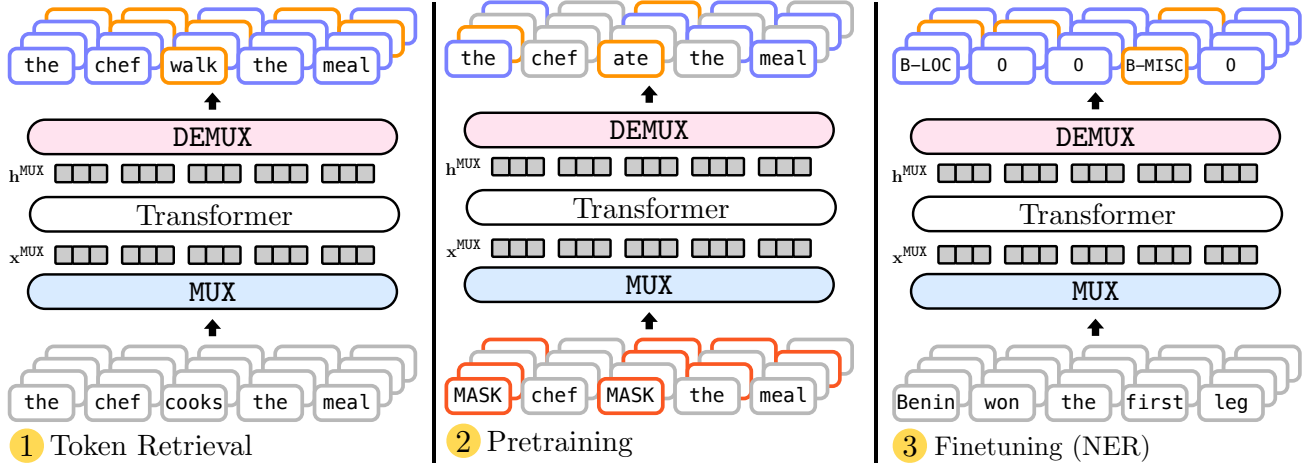 the chef walk the meal
DEMUX
h^MUX
Transformer
x^MUX
MUX
the chef cooks the meal
1 Token Retrieval
the chef ate the meal
DEMUX
h^MUX
Transformer
x^MUX
MUX
MASK chef MASK the meal
2 Pretraining
B-LOC O O B-MISC O
DEMUX
h^MUX
Transformer
x^MUX
MUX
Benin won the first leg
3 Finetuning (NER)